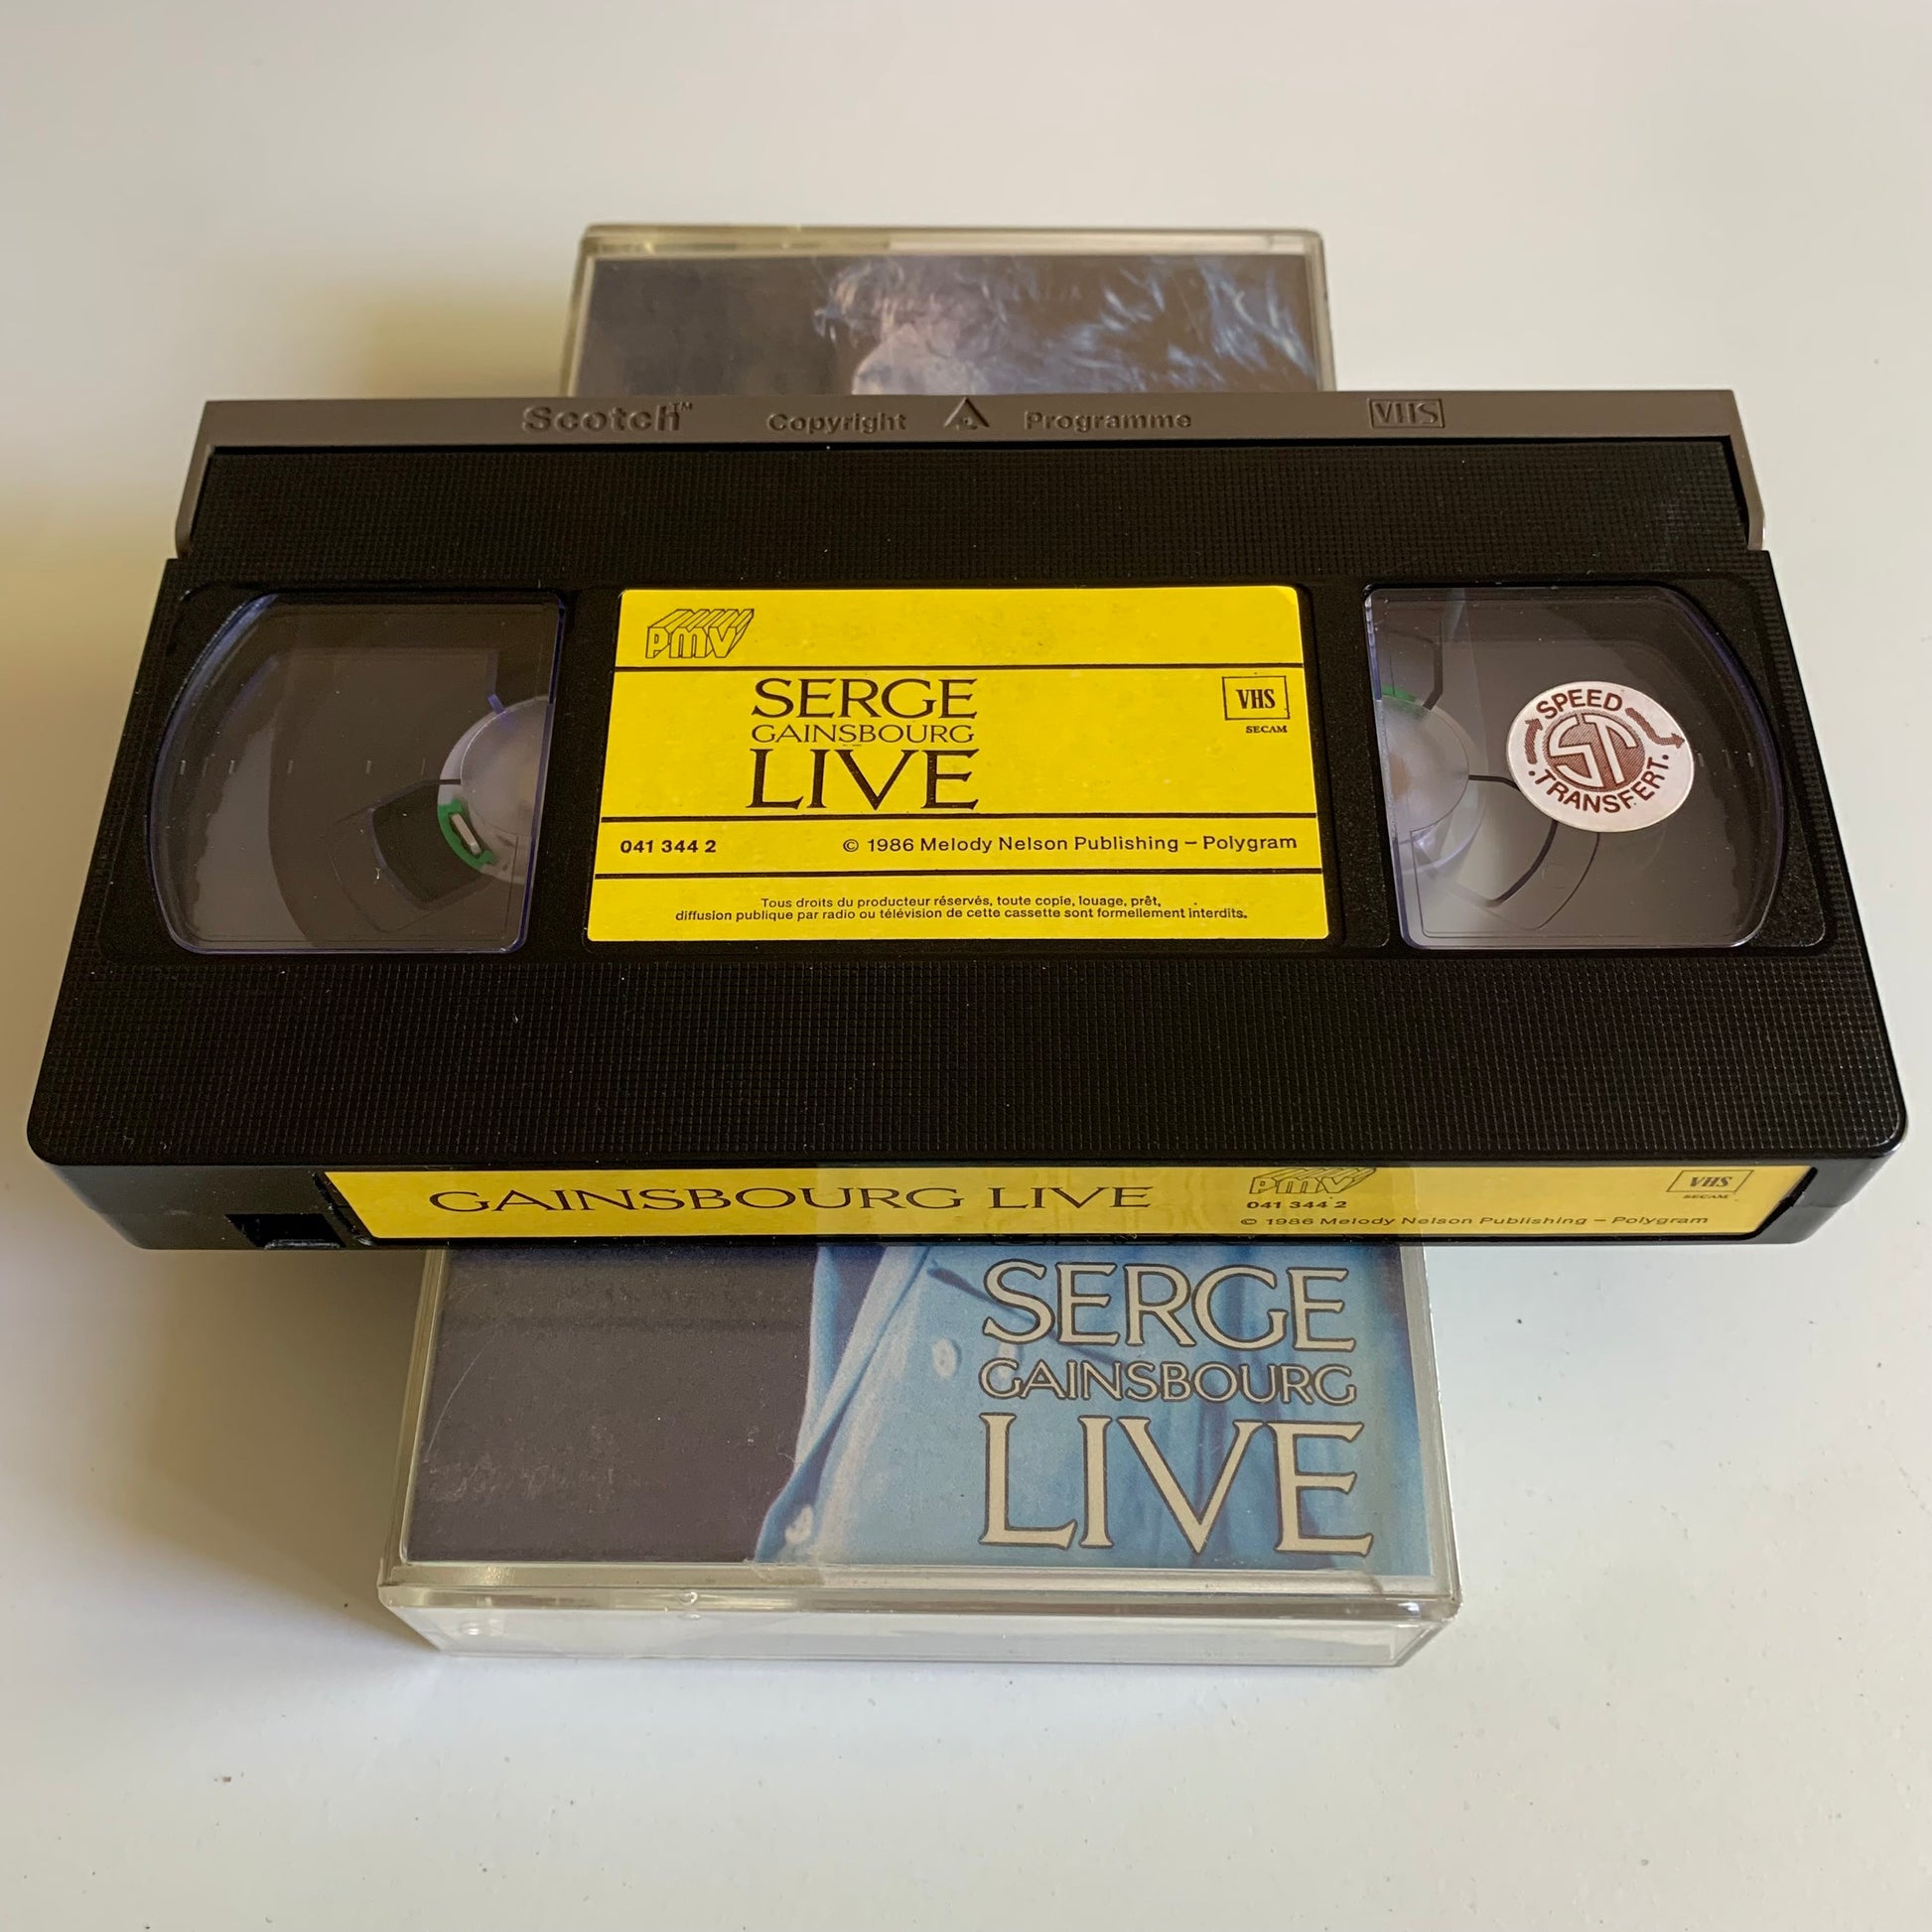 Scotch™ Copyright Programme VHS
PMV
SERGE
GAINSBOURG
LIVE
VHS
SECAM
041 344 2 © 1986 Melody Nelson Publishing – Polygram
Tous droits du producteur réservés, toute copie, louage, prêt,
diffusion publique par radio ou télévision de cette cassette sont formellement interdits.
SPEED
ST
.TRANSFERT.
GAINSBOURG LIVE
PMV
041 344 2
© 1986 Melody Nelson Publishing – Polygram
VHS
SECAM
SERGE
GAINSBOURG
LIVE